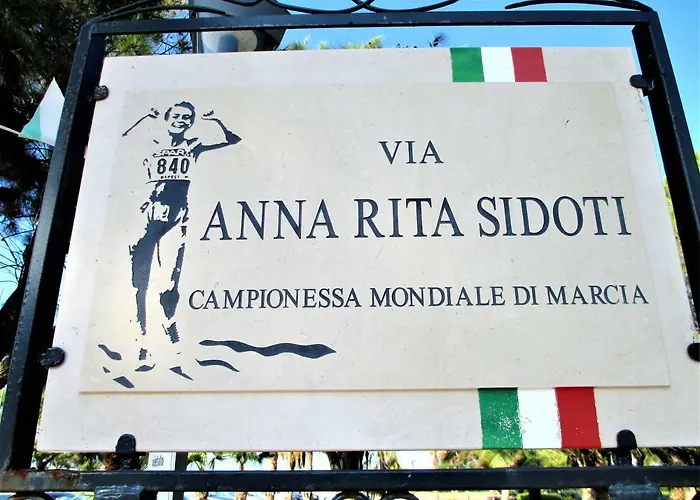 VIA
ANNA RITA SIDOTI
CAMPIONESSA MONDIALE DI MARCIA
SPAR
840